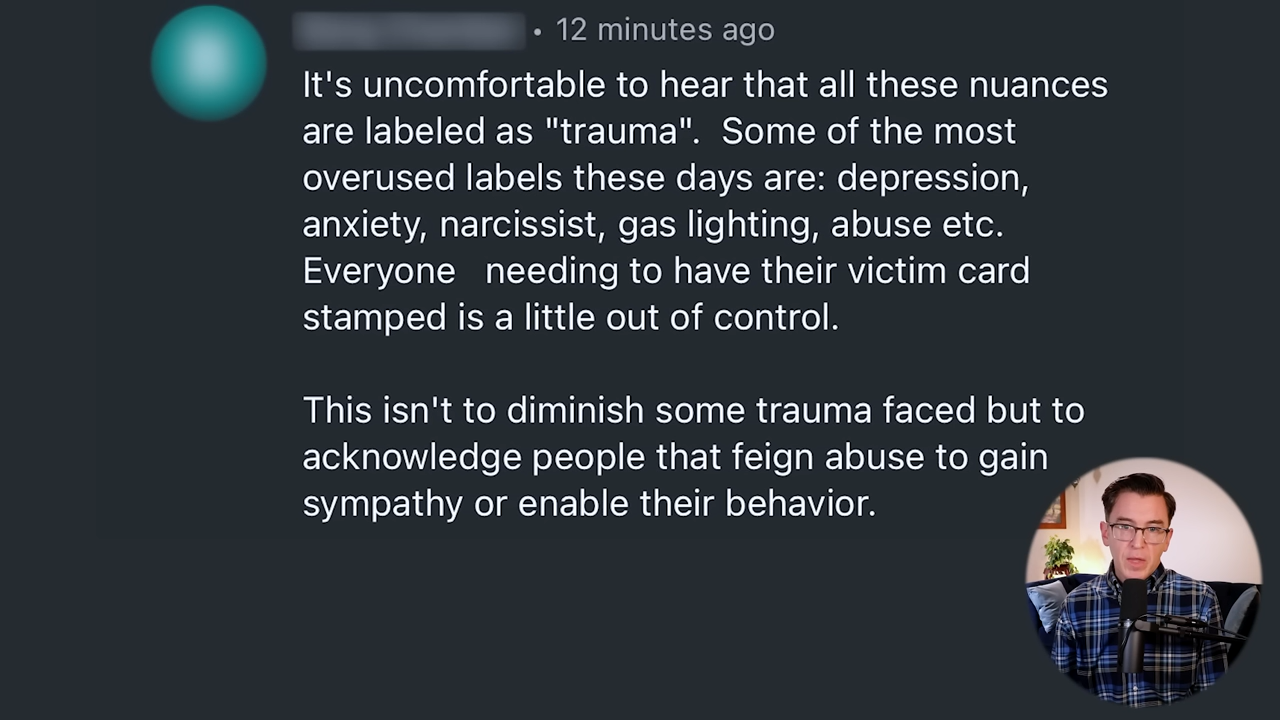 • 12 minutes ago
It's uncomfortable to hear that all these nuances
are labeled as "trauma".  Some of the most
overused labels these days are: depression,
anxiety, narcissist, gas lighting, abuse etc.
Everyone   needing to have their victim card
stamped is a little out of control.
This isn't to diminish some trauma faced but to
acknowledge people that feign abuse to gain
sympathy or enable their behavior.